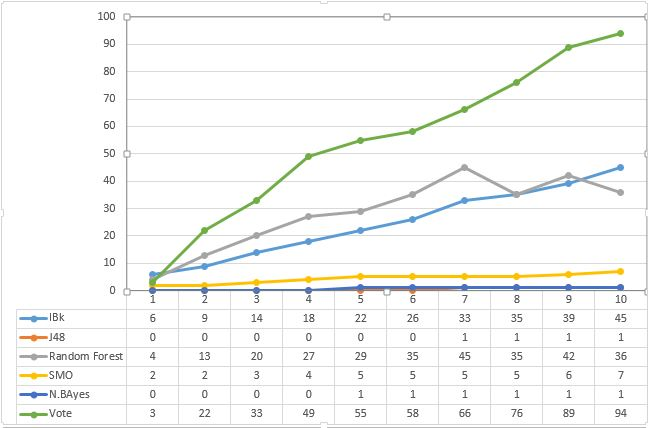 100
90
80
70
60
50
40
30
20
10
0
1 2 3 4 5 6 7 8 9 10
IBk 6 9 14 18 22 26 33 35 39 45
J48 0 0 0 0 0 0 1 1 1 1
Random Forest 4 13 20 27 29 35 45 35 42 36
SMO 2 2 3 4 5 5 5 5 6 7
N.BAyes 0 0 0 0 1 1 1 1 1 1
Vote 3 22 33 49 55 58 66 76 89 94